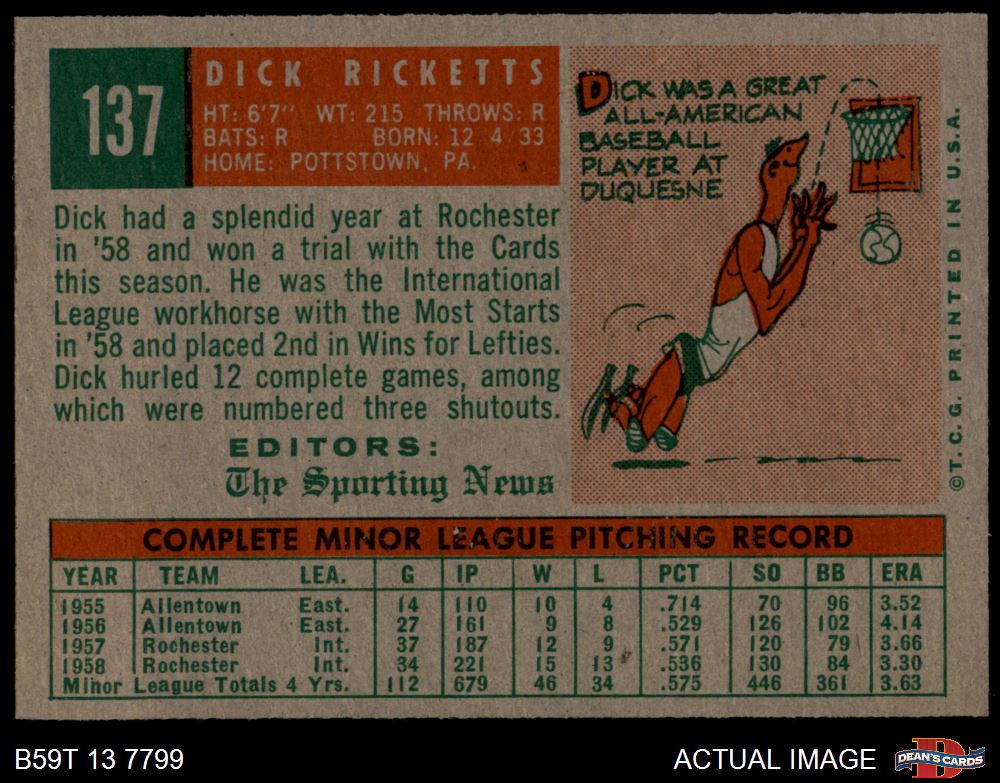 137
DICK RICKETTS
HT: 6'7" WT: 215 THROWS: R
BATS: R BORN: 12 4 33
HOME: POTTSTOWN, PA.
Dick had a splendid year at Rochester
in '58 and won a trial with the Cards
this season. He was the International
League workhorse with the Most Starts
in '58 and placed 2nd in Wins for Lefties.
Dick hurled 12 complete games, among
which were numbered three shutouts.
EDITORS:
The Sporting News
DICK WAS A GREAT
ALL-AMERICAN
BASEBALL
PLAYER AT
DUQUESNE
©T. C. G. PRINTED IN U.S.A.
COMPLETE MINOR LEAGUE PITCHING RECORD
YEAR TEAM LEA. G IP W L PCT SO BB ERA
1955 Allentown East. 14 110 10 4 .714 70 96 3.52
1956 Allentown East. 27 161 9 8 .529 126 102 4.14
1957 Rochester Int. 37 187 12 9 .571 120 79 3.66
1958 Rochester Int. 34 221 15 13 .536 130 84 3.30
Minor League Totals 4 Yrs. 112 679 46 34 .575 446 361 3.63
B59T 13 7799
ACTUAL IMAGE
D
DEAN'S CARDS